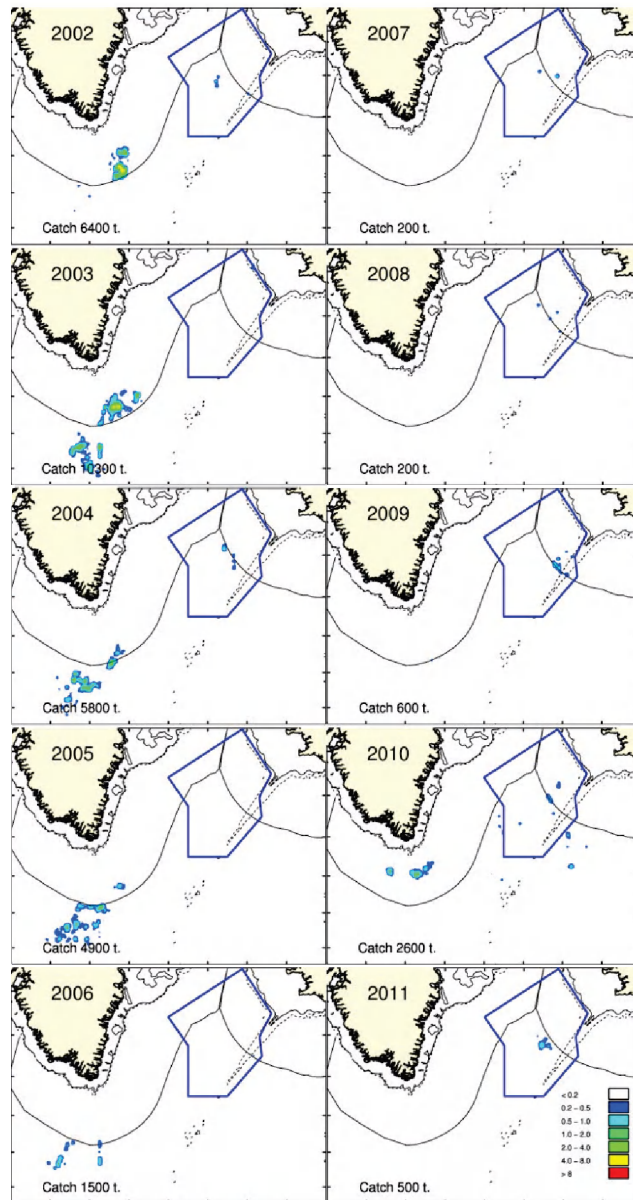 2002
Catch 6400 t.
2007
Catch 200 t.
2003
Catch 10300 t.
2008
Catch 200 t.
2004
Catch 5800 t.
2009
Catch 600 t.
2005
Catch 4900 t.
2010
Catch 2600 t.
2006
Catch 1500 t.
2011
Catch 500 t.
< 0.2
0.2 – 0.5
0.5 – 1.0
1.0 – 2.0
2.0 – 4.0
4.0 – 8.0
> 8